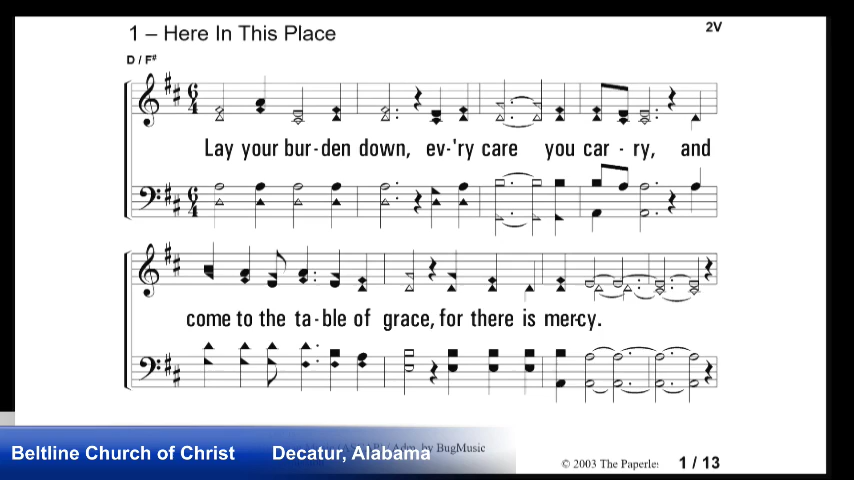 1 – Here In This Place
2V
D / F#
Lay your bur-den down, ev-'ry care you car - ry, and
come to the ta-ble of grace, for there is mer-cy.
Adm. by BugMusic
Beltline Church of Christ Decatur, Alabama
© 2003 The Paperles
1 / 13